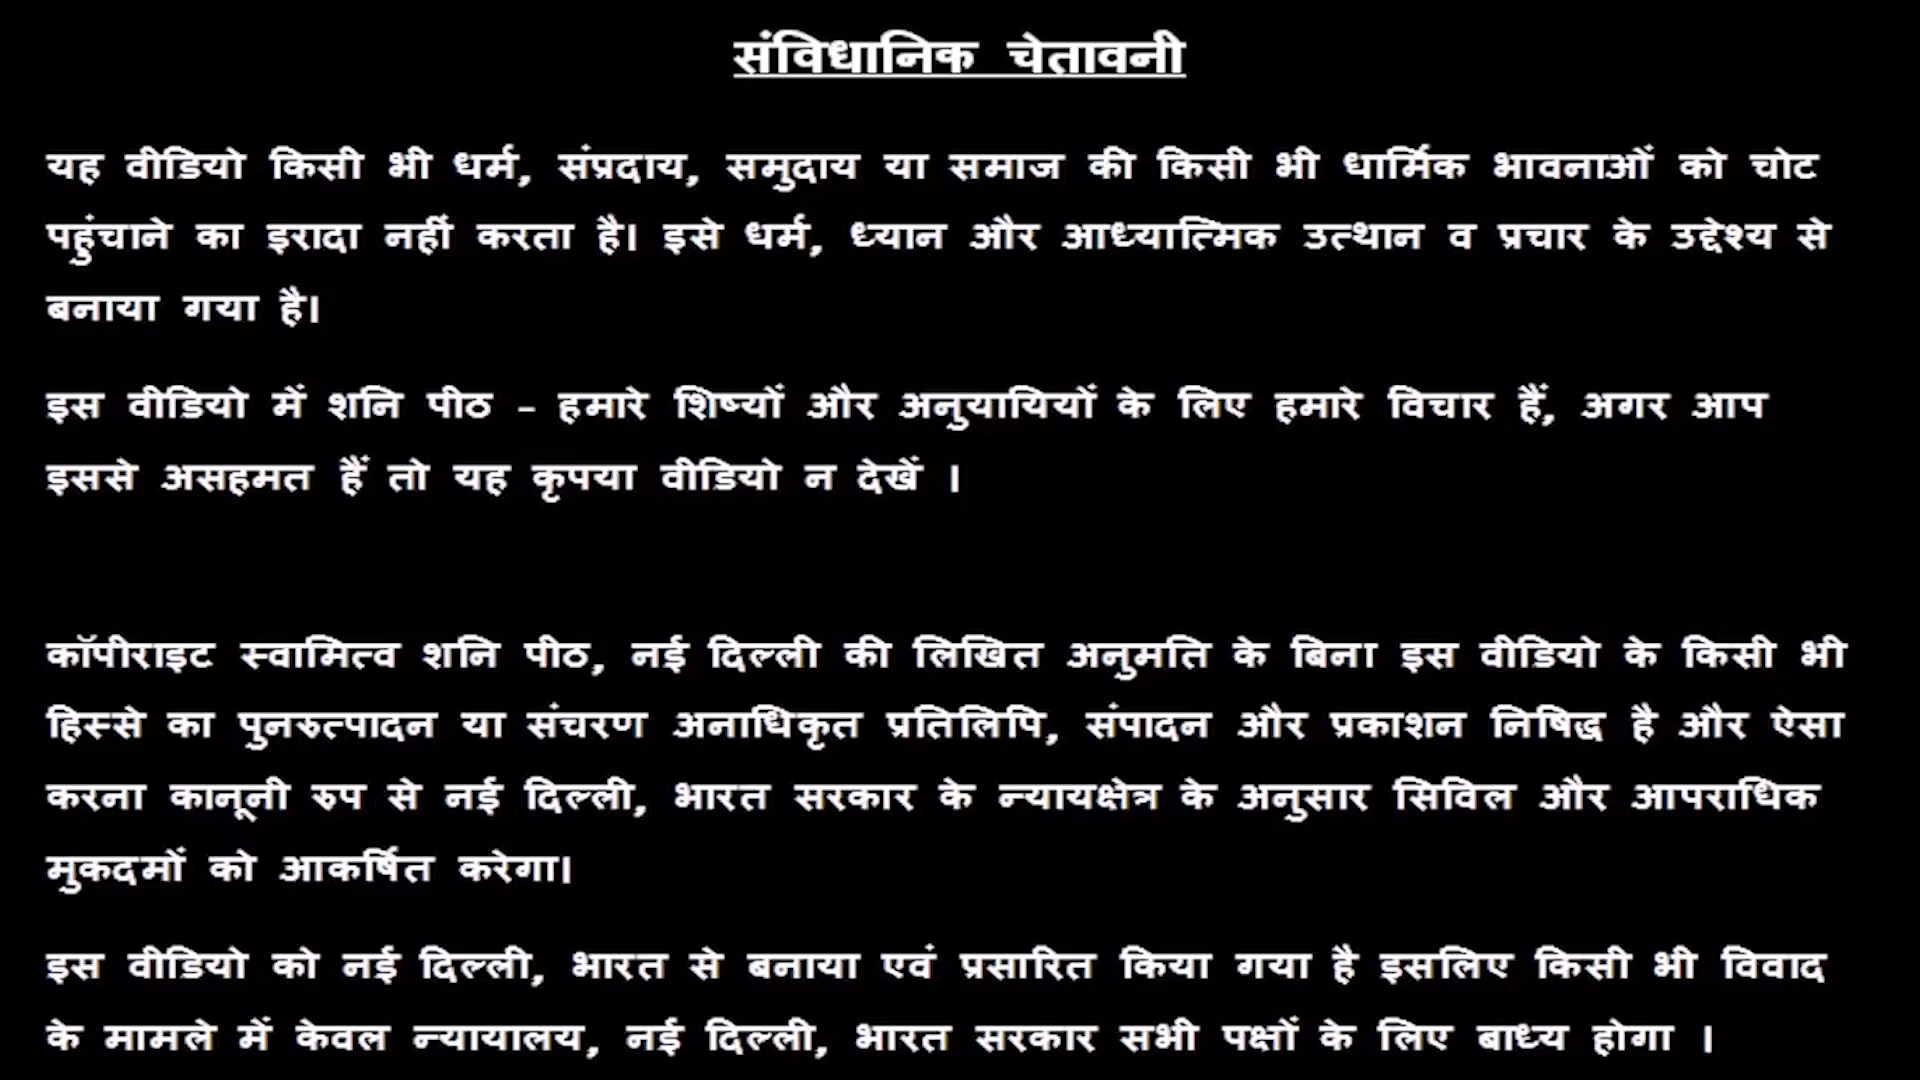 संविधानिक चेतावनी
यह वीडियो किसी भी धर्म, संप्रदाय, समुदाय या समाज की किसी भी धार्मिक भावनाओं को चोट
पहुंचाने का इरादा नहीं करता है। इसे धर्म, ध्यान और आध्यात्मिक उत्थान व प्रचार के उद्देश्य से
बनाया गया है।
इस वीडियो में शनि पीठ – हमारे शिष्यों और अनुयायियों के लिए हमारे विचार हैं, अगर आप
इससे असहमत हैं तो यह कृपया वीडियो न देखें ।
कॉपीराइट स्वामित्व शनि पीठ, नई दिल्ली की लिखित अनुमति के बिना इस वीडियो के किसी भी
हिस्से का पुनरुत्पादन या संचरण अनाधिकृत प्रतिलिपि, संपादन और प्रकाशन निषिद्ध है और ऐसा
करना कानूनी रुप से नई दिल्ली, भारत सरकार के न्यायक्षेत्र के अनुसार सिविल और आपराधिक
मुकदमों को आकर्षित करेगा।
इस वीडियो को नई दिल्ली, भारत से बनाया एवं प्रसारित किया गया है इसलिए किसी भी विवाद
के मामले में केवल न्यायालय, नई दिल्ली, भारत सरकार सभी पक्षों के लिए बाध्य होगा ।